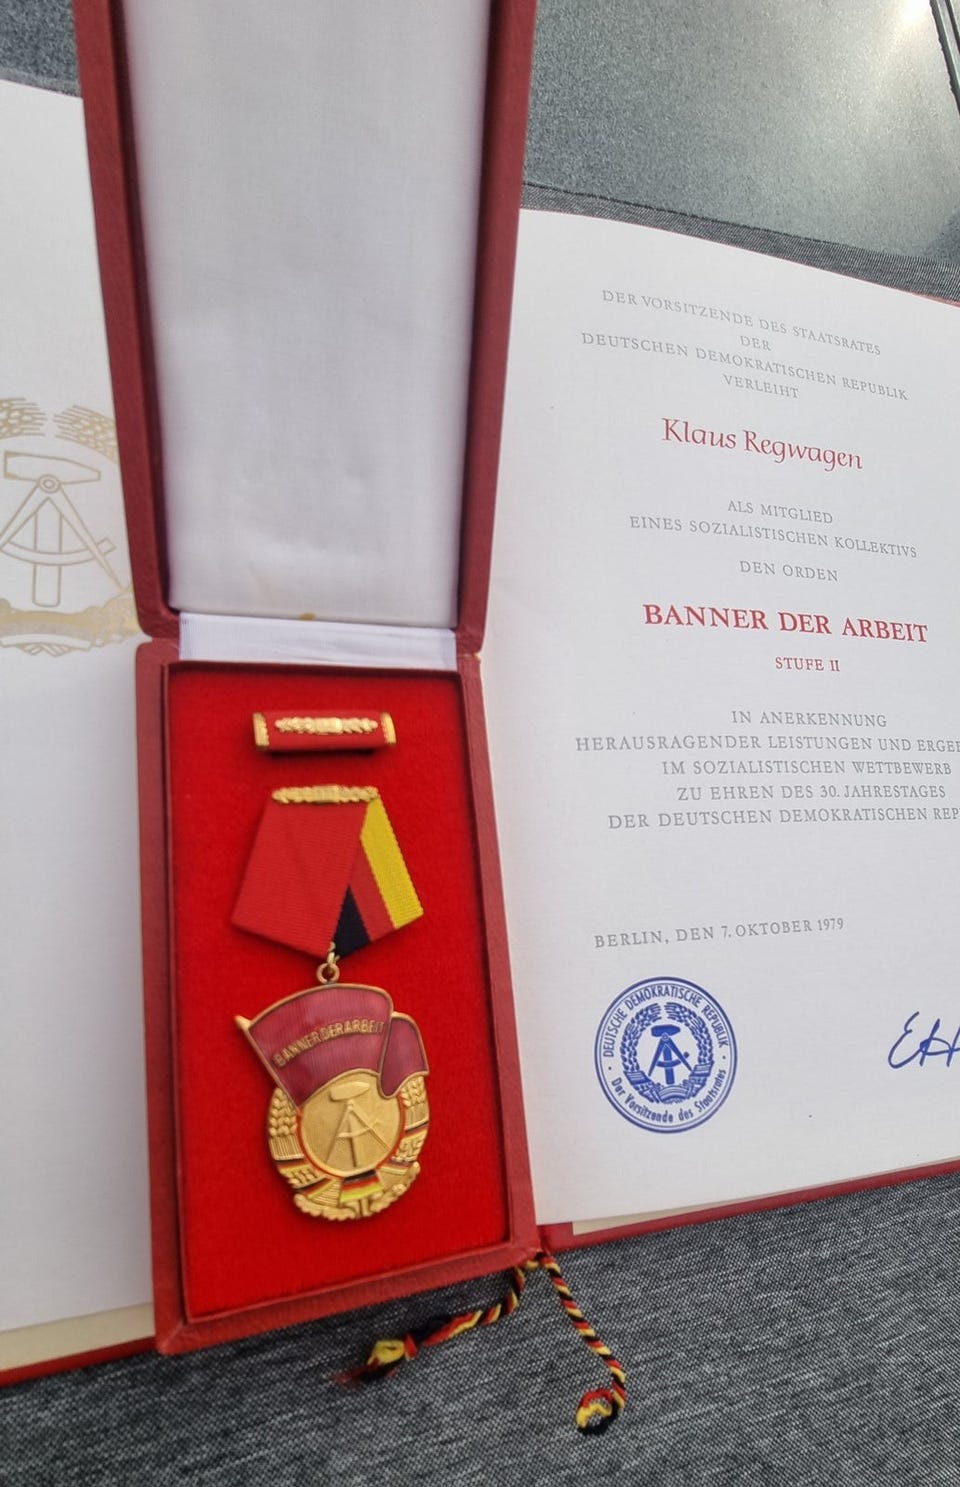 DER VORSITZENDE DES STAATSRATES
DER
DEUTSCHEN DEMOKRATISCHEN REPUBLIK
VERLEIHT
Klaus Regwagen
ALS MITGLIED
EINES SOZIALISTISCHEN KOLLEKTIVS
DEN ORDEN
BANNER DER ARBEIT
STUFE II
IN ANERKENNUNG
HERAUSRAGENDER LEISTUNGEN UND ERGE
IM SOZIALISTISCHEN WETTBEWERB
ZU EHREN DES 30. JAHRESTAGES
DER DEUTSCHEN DEMOKRATISCHEN REP
BERLIN, DEN 7. OKTOBER 1979
DEUTSCHE DEMOKRATISCHE REPUBLIK
Der Vorsitzende des Staatsrates
BANNER DER ARBEIT